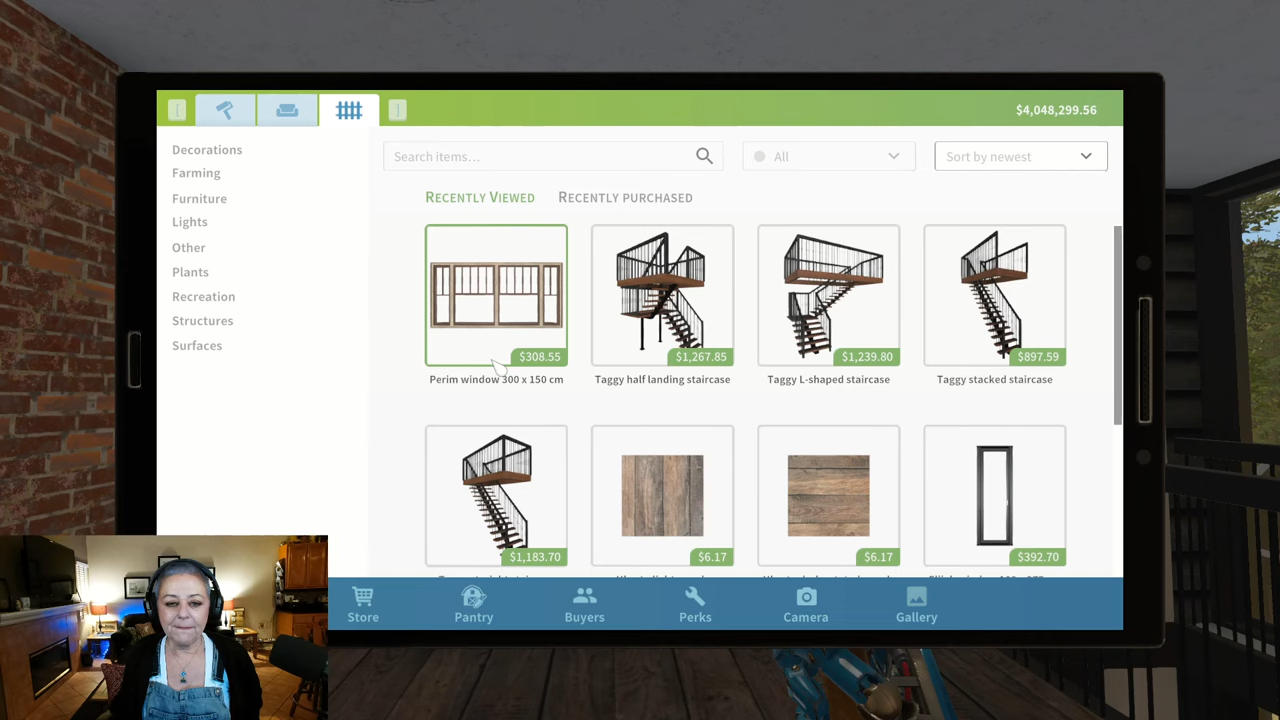 [ ] $4,048,299.56
Search items... All Sort by newest
Decorations
Farming
Furniture
Lights
Other
Plants
Recreation
Structures
Surfaces
RECENTLY VIEWED RECENTLY PURCHASED
$308.55 $1,267.85 $1,239.80 $897.59
Perim window 300 x 150 cm Taggy half landing staircase Taggy L-shaped staircase Taggy stacked staircase
$1,183.70 $6.17 $6.17 $392.70
Store Pantry Buyers Perks Camera Gallery